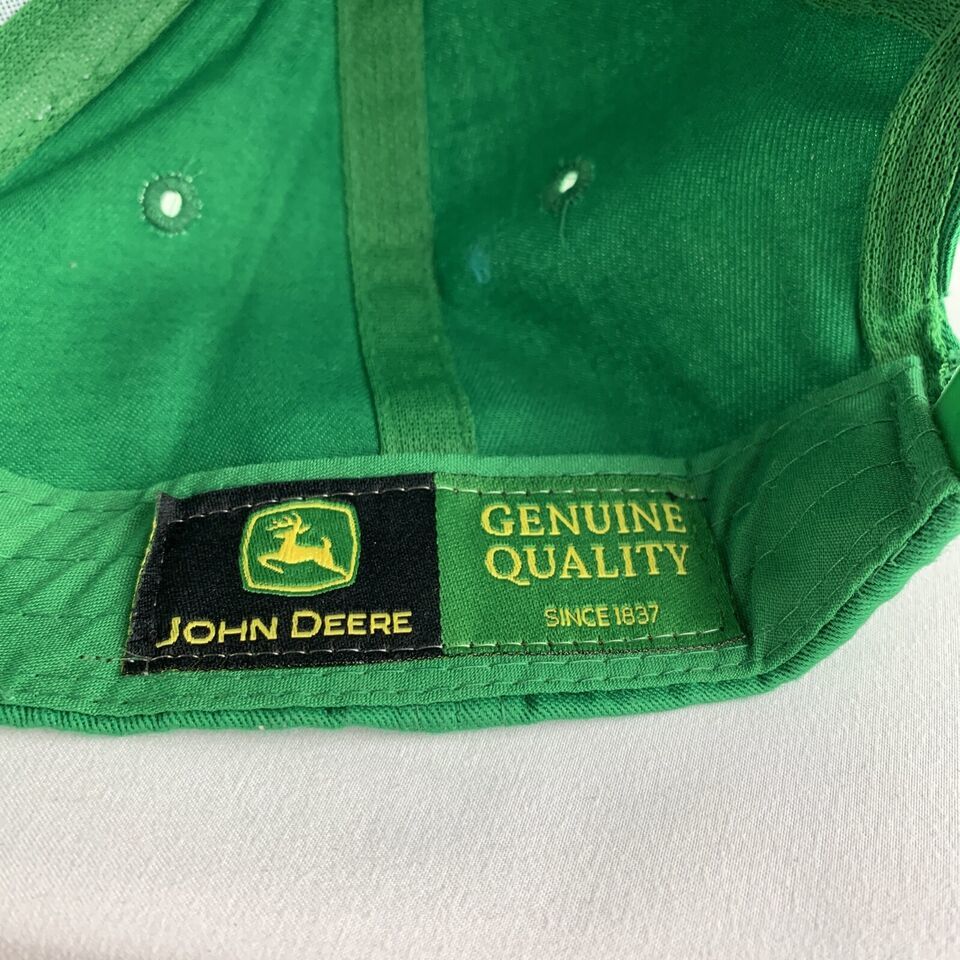 JOHN DEERE
GENUINE
QUALITY
SINCE 1837